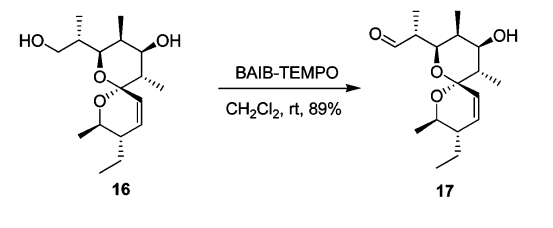 HO
OH
O
O
16
BAIB-TEMPO
CH2Cl2, rt, 89%
O
OH
O
O
17